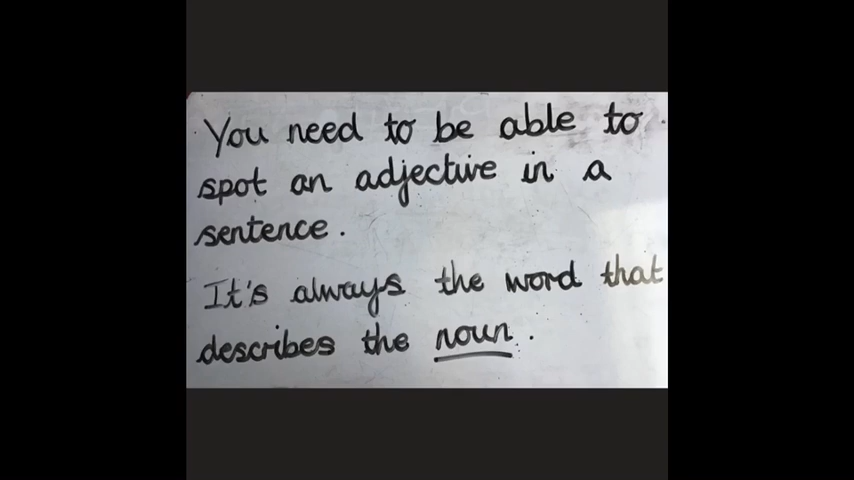 You need to be able to
spot an adjective in a
sentence.
It's always the word that
describes the noun.